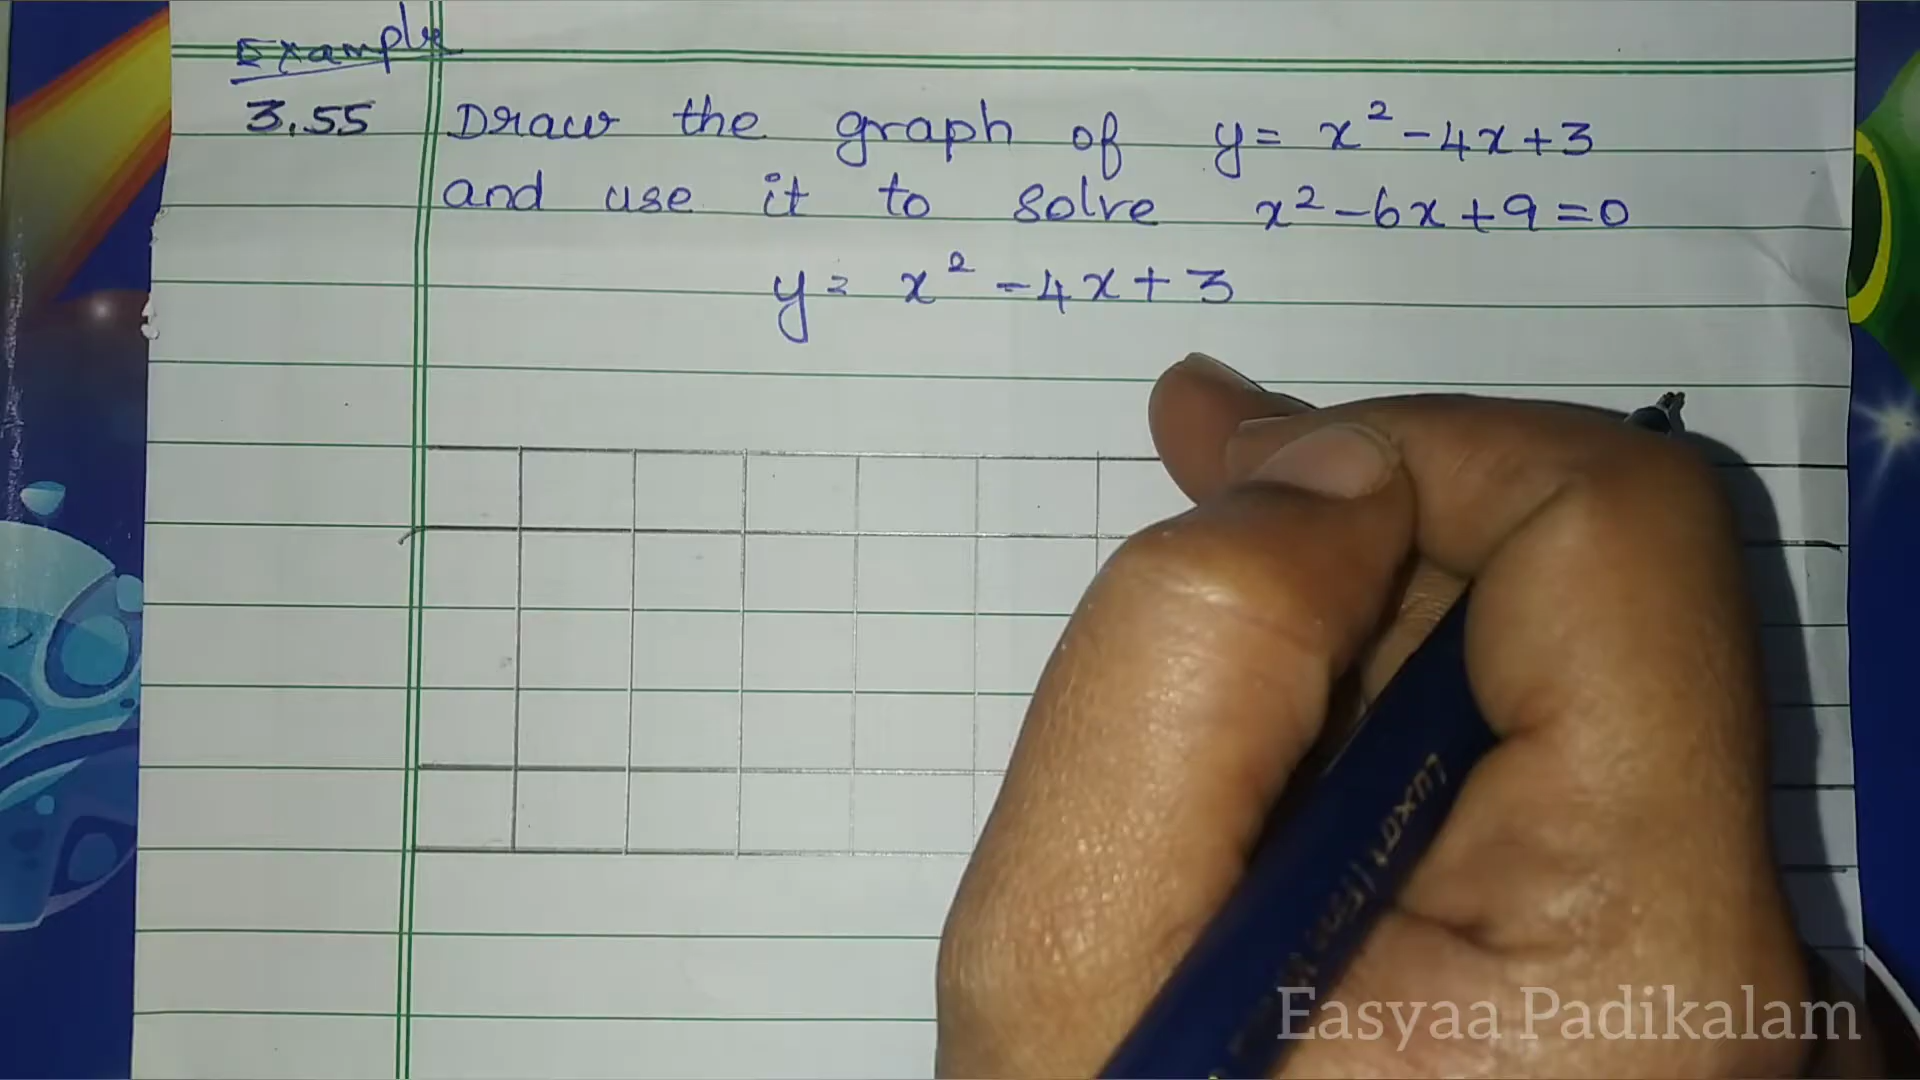 Example
3.55 Draw the graph of y = x² - 4x + 3
and use it to solve x² - 6x + 9 = 0
y = x² - 4x + 3
Luxor
Easyaa Padikalam